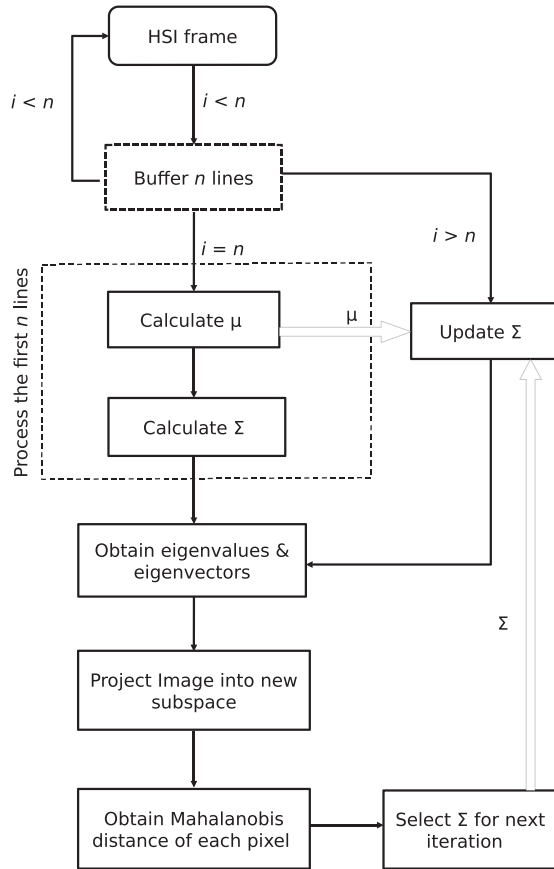 HSI frame
i < n
i < n
Buffer n lines
i = n
i > n
Process the first n lines
Calculate μ
μ
Update Σ
Calculate Σ
Obtain eigenvalues &
eigenvectors
Σ
Project Image into new
subspace
Obtain Mahalanobis
distance of each pixel
Select Σ for next
iteration